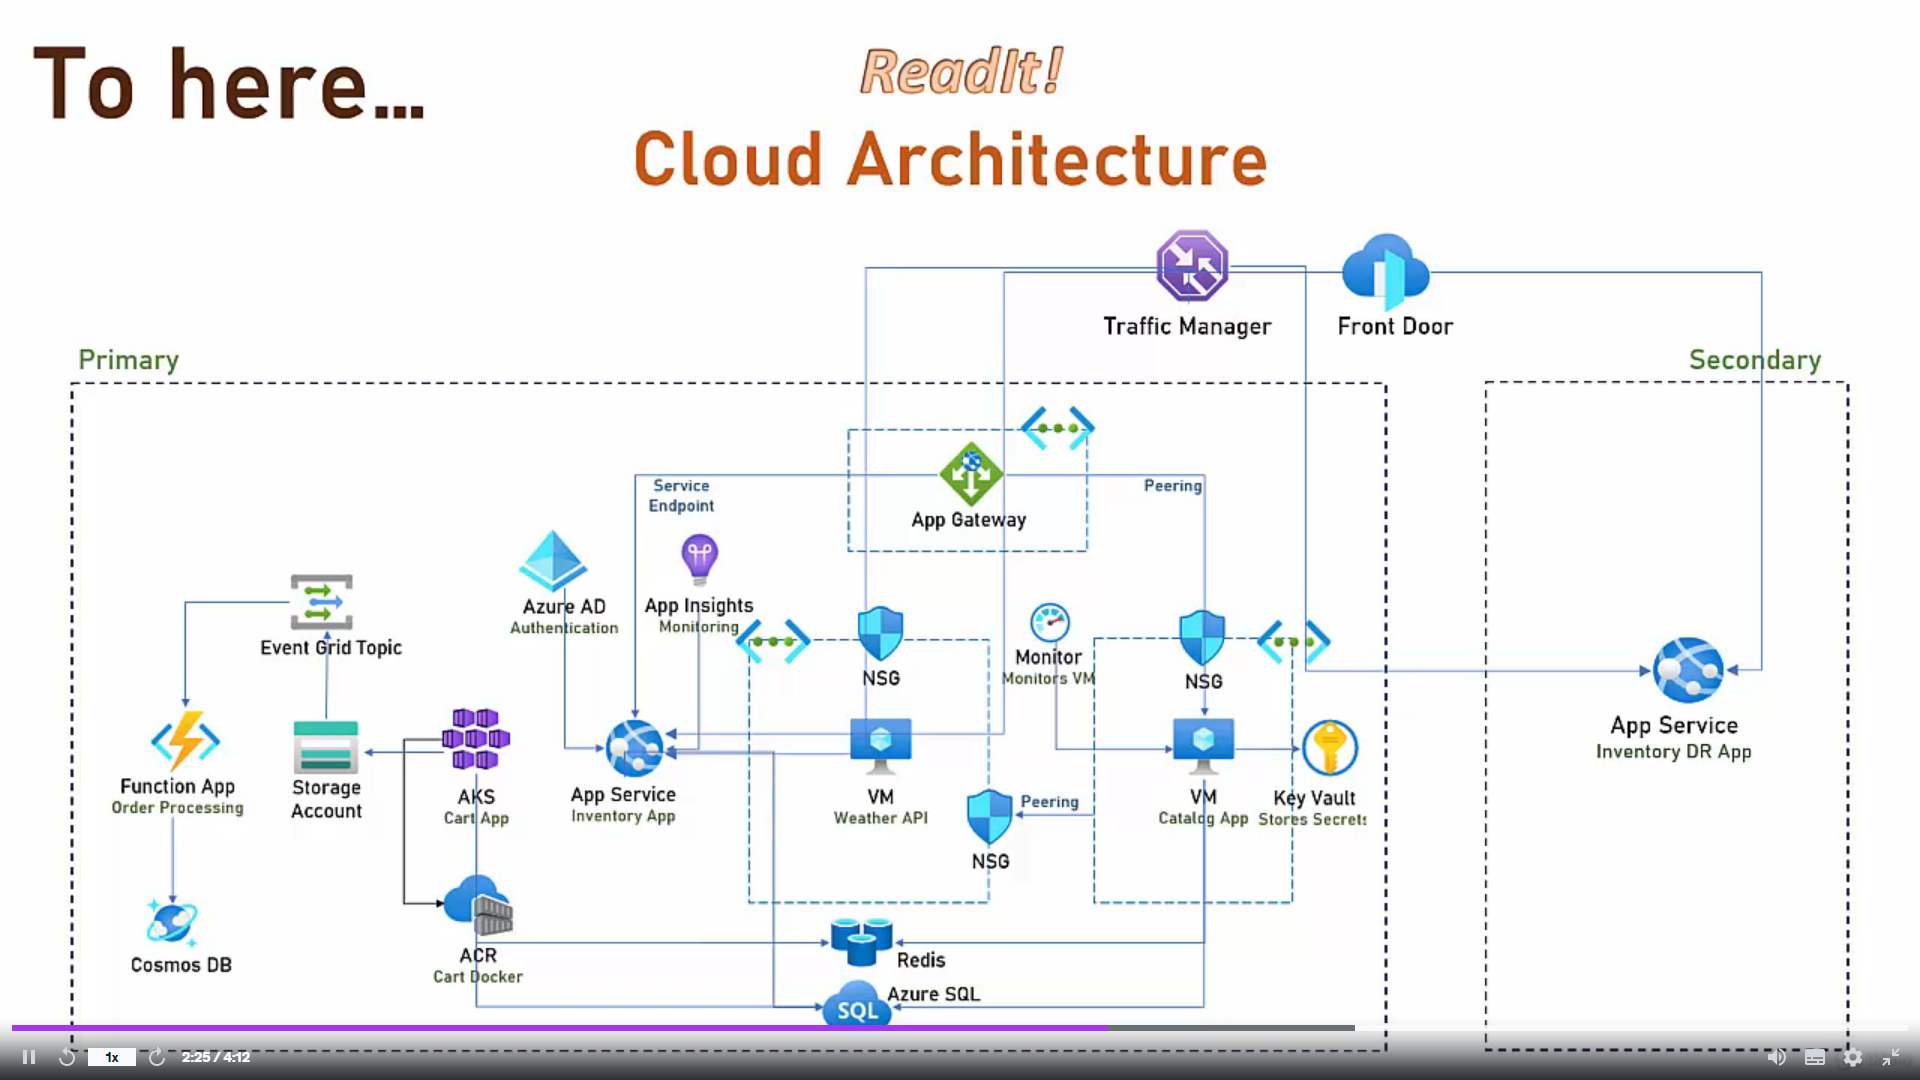 To here...
ReadIt!
Cloud Architecture
Traffic Manager
Front Door
Primary
Secondary
Service
Endpoint
Peering
App Gateway
Azure AD
Authentication
App Insights
Monitoring
Event Grid Topic
NSG
Monitor
Monitors VM
NSG
App Service
Inventory DR App
Function App
Order Processing
Storage
Account
AKS
Cart App
App Service
Inventory App
VM
Weather API
Peering
VM
Catalog App
Key Vault
Stores Secrets
NSG
Cosmos DB
ACR
Cart Docker
Redis
Azure SQL
SQL
1x
2:25 / 4:12